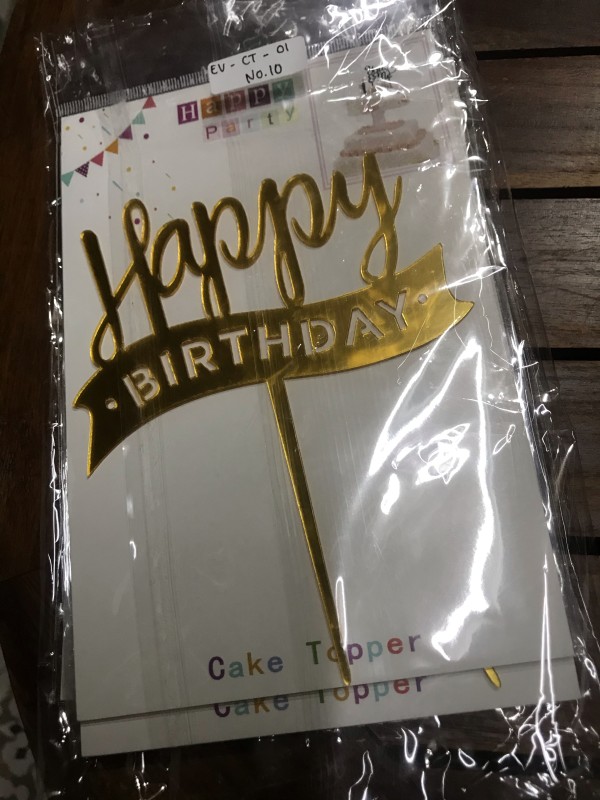 EV-CT-01
No.10
Happy
Party
Happy
BIRTHDAY
Cake Topper
Cake Topper